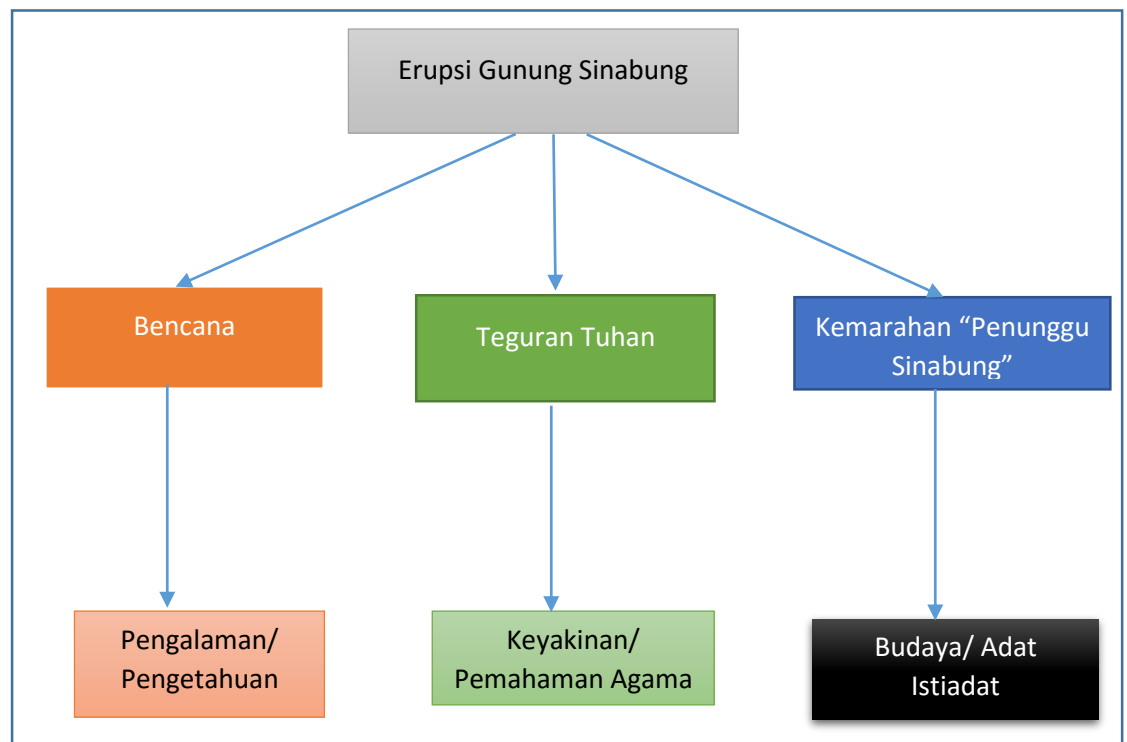 Erupsi Gunung Sinabung
Bencana
Teguran Tuhan
Kemarahan “Penunggu
Sinabung”
Pengalaman/
Pengetahuan
Keyakinan/
Pemahaman Agama
Budaya/ Adat
Istiadat